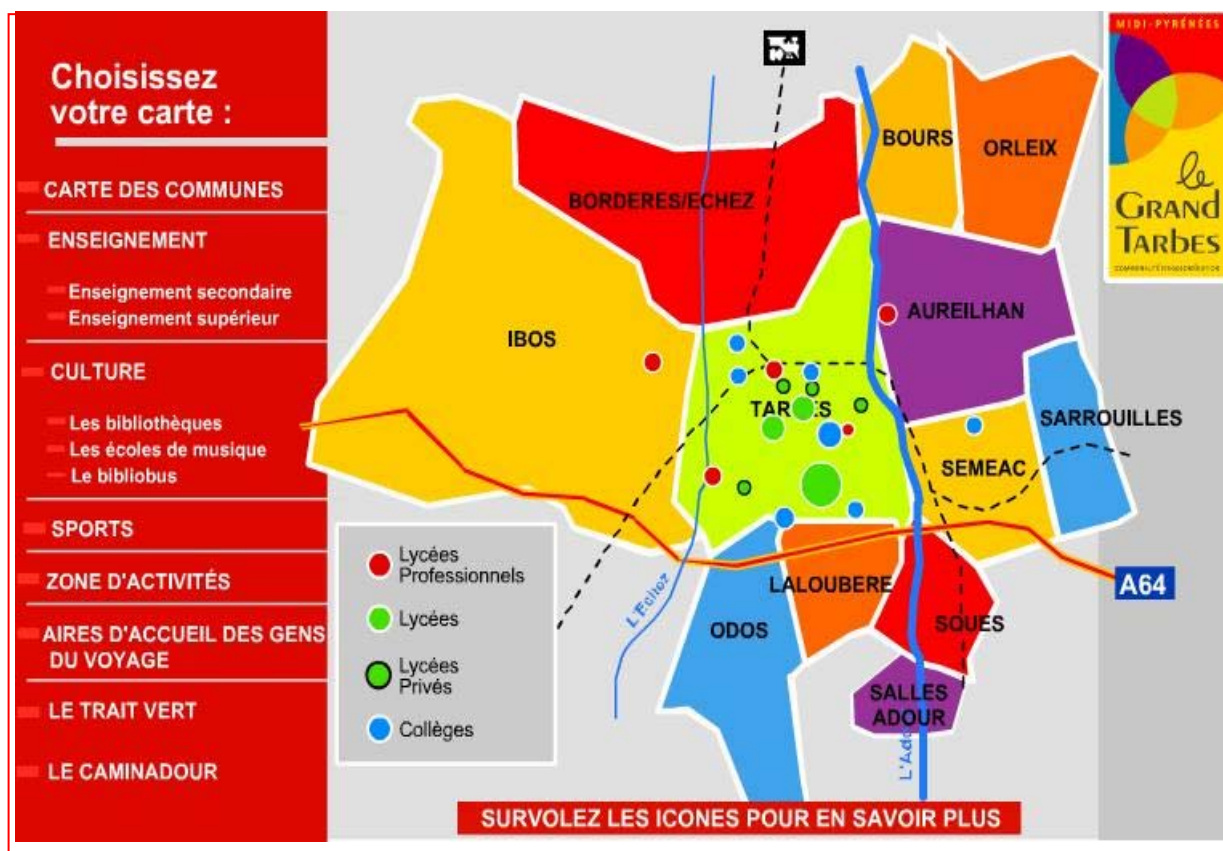 Choisissez
votre carte :
CARTE DES COMMUNES
ENSEIGNEMENT
Enseignement secondaire
Enseignement supérieur
CULTURE
Les bibliothèques
Les écoles de musique
Le bibliobus
SPORTS
ZONE D'ACTIVITÉS
AIRES D'ACCUEIL DES GENS
DU VOYAGE
LE TRAIT VERT
LE CAMINADOUR
BOURS
ORLEIX
BORDERES/ECHEZ
AUREILHAN
IBOS
TARBES
SARROUILLES
SEMEAC
A64
LALOUBERE
ODOS
SOUES
SALLES
ADOUR
L'Echez
L'Ado
Lycées
Professionnels
Lycées
Lycées
Privés
Collèges
SURVOLEZ LES ICONES POUR EN SAVOIR PLUS
MIDI-PYRÉNÉES
le
GRAND
TARBES